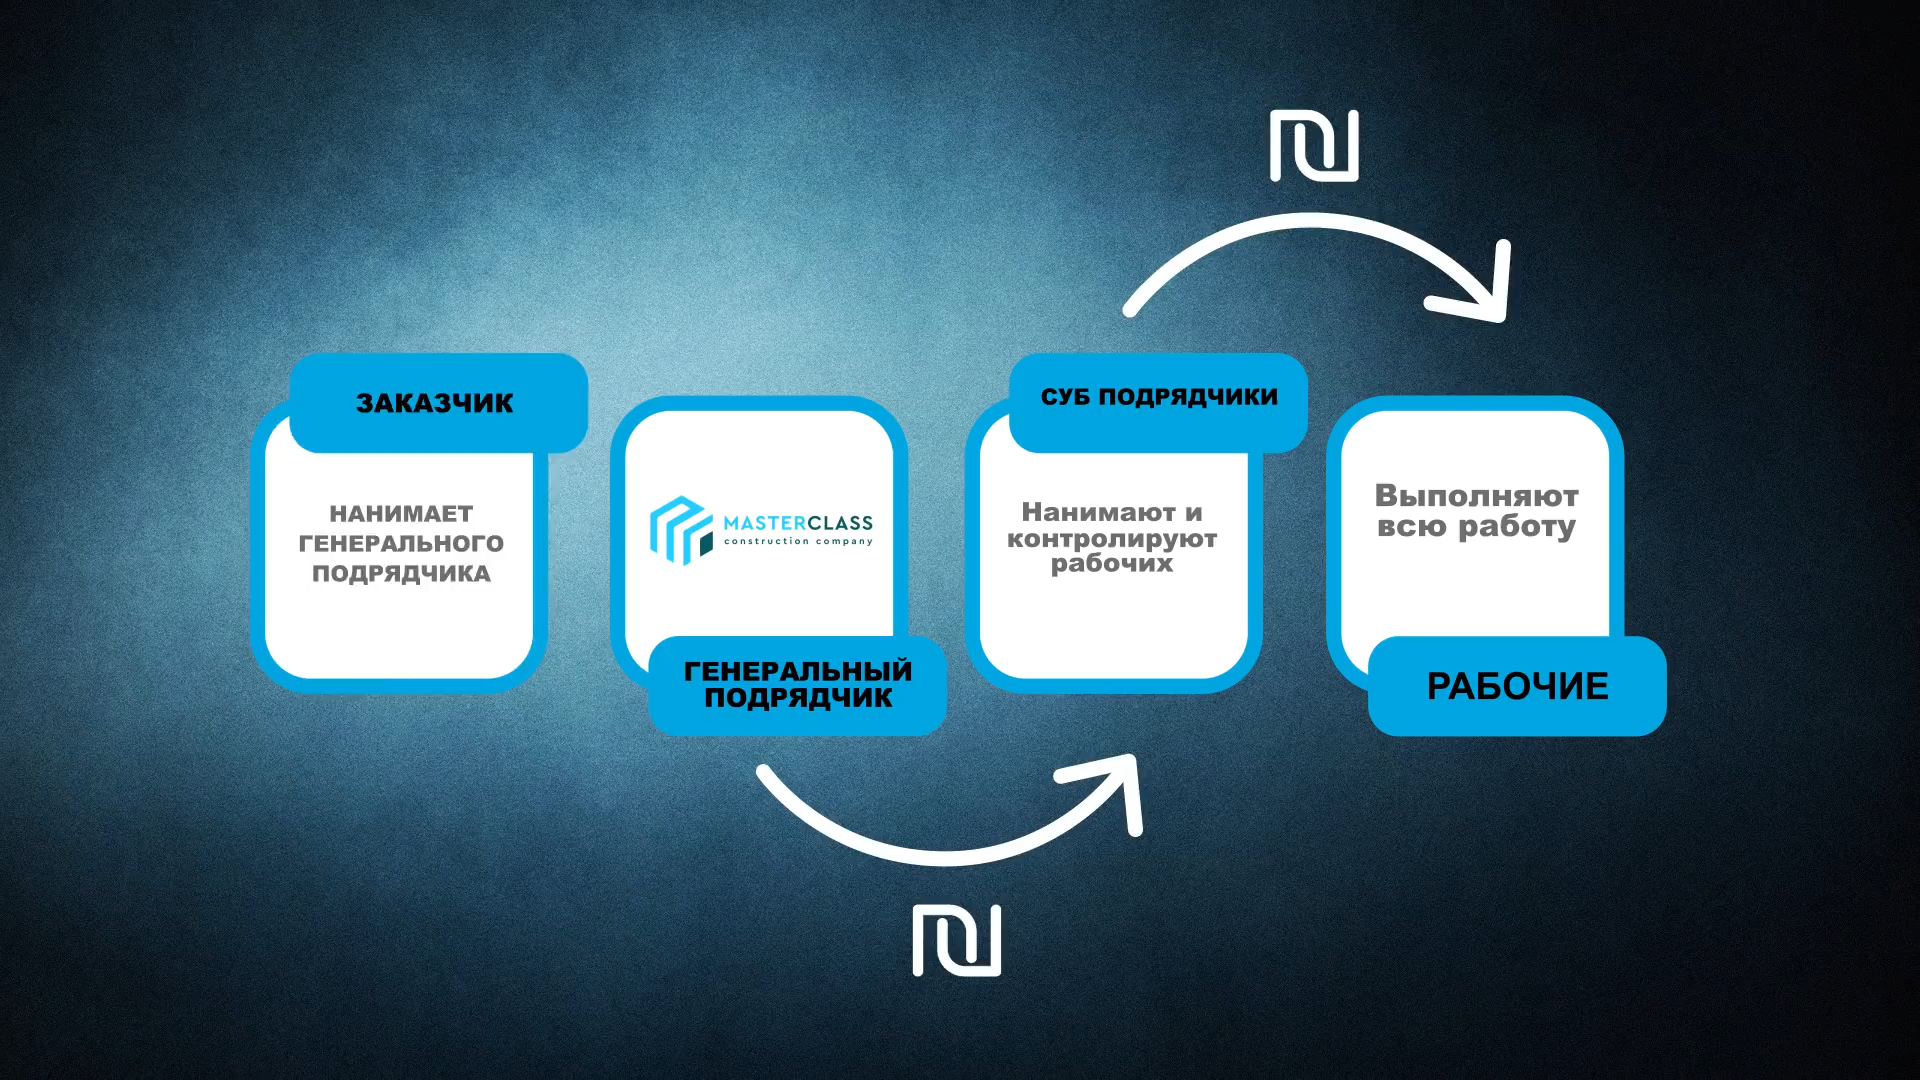 ₪
ЗАКАЗЧИК
НАНИМАЕТ
ГЕНЕРАЛЬНОГО
ПОДРЯДЧИКА
MASTERCLASS
construction company
ГЕНЕРАЛЬНЫЙ
ПОДРЯДЧИК
СУБ ПОДРЯДЧИКИ
Нанимают и
контролируют
рабочих
Выполняют
всю работу
РАБОЧИЕ
₪